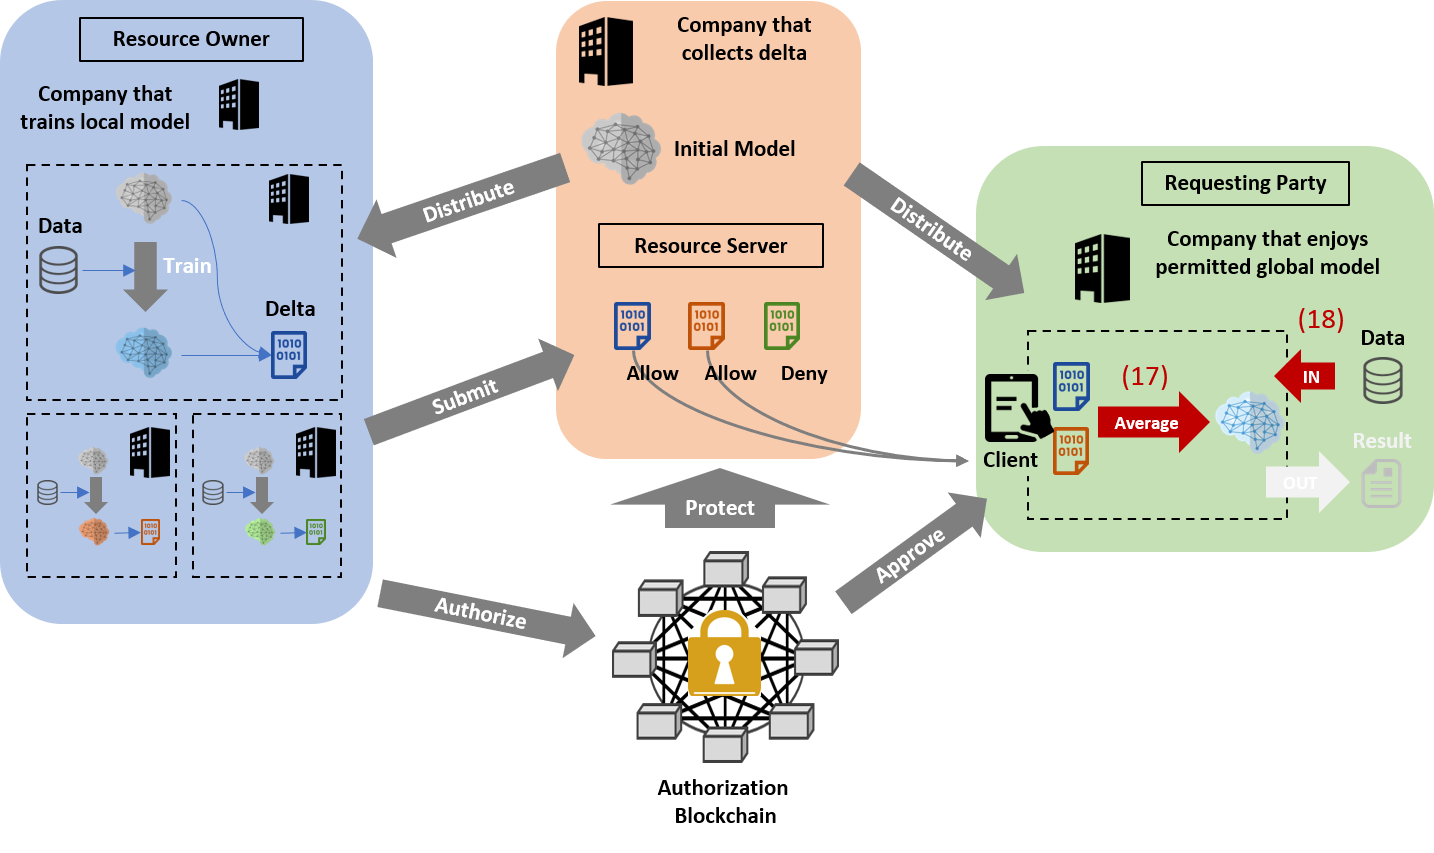 Resource Owner
Company that
trains local model
Data
Train
Delta
1010
0101
1010
0101
1010
0101
Distribute
Submit
Authorize
Company that
collects delta
Initial Model
Resource Server
1010
0101
1010
0101
1010
0101
Allow
Allow
Deny
Protect
Authorization
Blockchain
Distribute
Approve
Requesting Party
Company that enjoys
permitted global model
(18)
Data
IN
1010
0101
(17)
Average
1010
0101
Client
Result
OUT